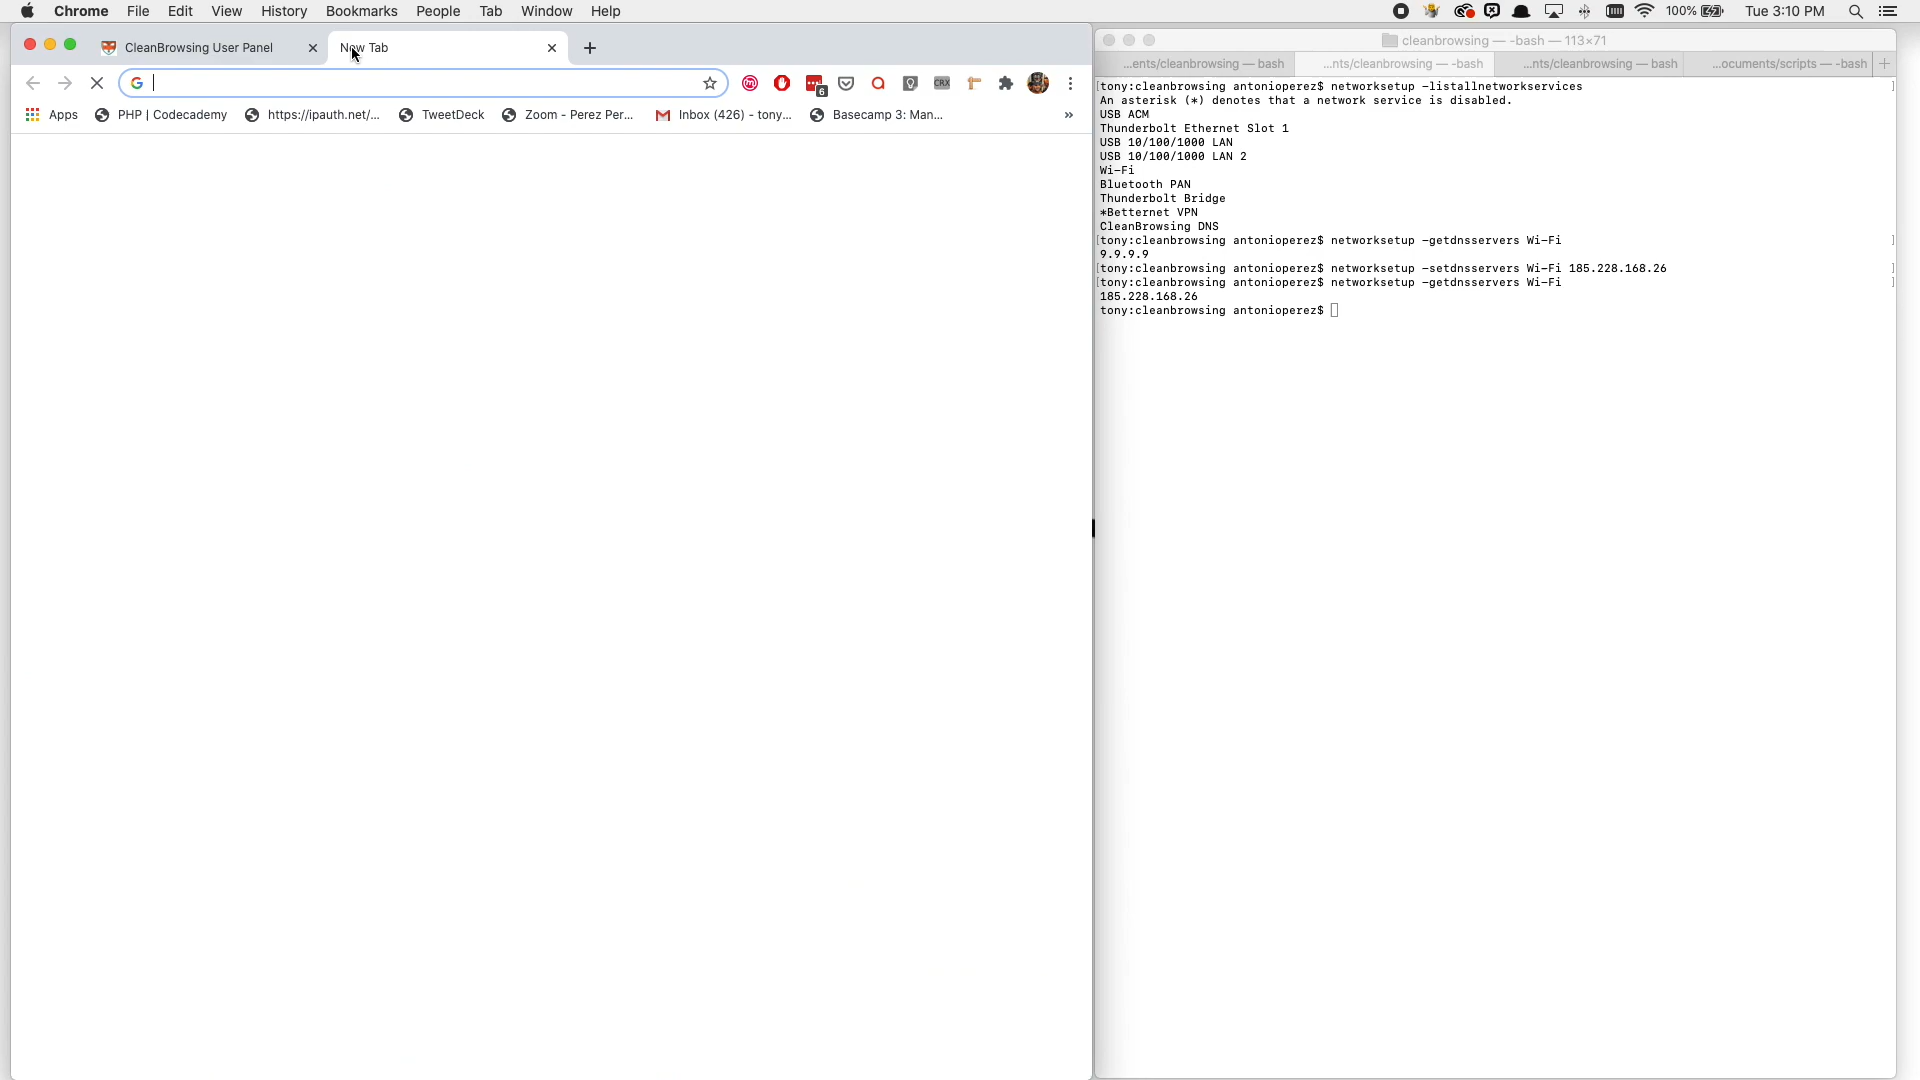 Chrome File Edit View History Bookmarks People Tab Window Help
100% Tue 3:10 PM
CleanBrowsing User Panel
New Tab
6
CRX
Apps
PHP | Codecademy
https://ipauth.net/...
TweetDeck
Zoom - Perez Per...
Inbox (426) - tony...
Basecamp 3: Man...
»
cleanbrowsing — -bash — 113×71
...ents/cleanbrowsing — bash
...nts/cleanbrowsing — -bash
...nts/cleanbrowsing — bash
...ocuments/scripts — -bash
[tony:cleanbrowsing antonioperez$ networksetup -listallnetworkservices ]
An asterisk (*) denotes that a network service is disabled.
USB ACM
Thunderbolt Ethernet Slot 1
USB 10/100/1000 LAN
USB 10/100/1000 LAN 2
Wi-Fi
Bluetooth PAN
Thunderbolt Bridge
*Betternet VPN
CleanBrowsing DNS
[tony:cleanbrowsing antonioperez$ networksetup -getdnsservers Wi-Fi ]
9.9.9.9
[tony:cleanbrowsing antonioperez$ networksetup -setdnsservers Wi-Fi 185.228.168.26 ]
[tony:cleanbrowsing antonioperez$ networksetup -getdnsservers Wi-Fi ]
185.228.168.26
tony:cleanbrowsing antonioperez$